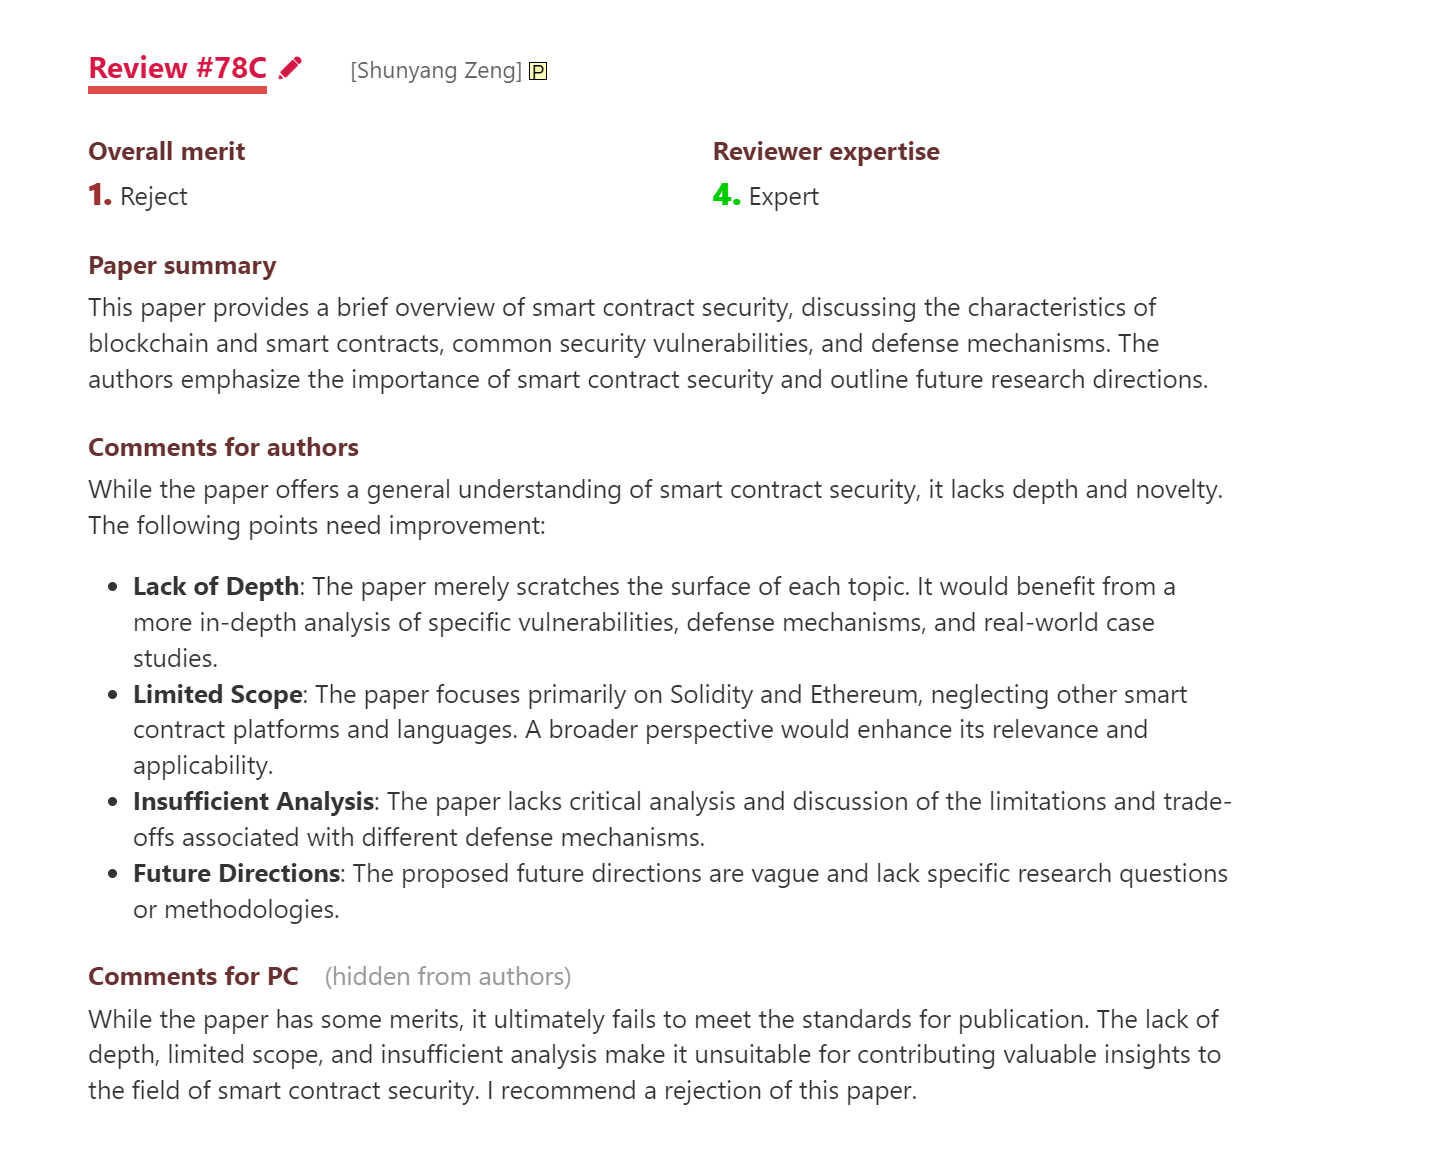 Review #78C [Shunyang Zeng] P
Overall merit Reviewer expertise
1. Reject 4. Expert
Paper summary
This paper provides a brief overview of smart contract security, discussing the characteristics of
blockchain and smart contracts, common security vulnerabilities, and defense mechanisms. The
authors emphasize the importance of smart contract security and outline future research directions.
Comments for authors
While the paper offers a general understanding of smart contract security, it lacks depth and novelty.
The following points need improvement:
• Lack of Depth: The paper merely scratches the surface of each topic. It would benefit from a
more in-depth analysis of specific vulnerabilities, defense mechanisms, and real-world case
studies.
• Limited Scope: The paper focuses primarily on Solidity and Ethereum, neglecting other smart
contract platforms and languages. A broader perspective would enhance its relevance and
applicability.
• Insufficient Analysis: The paper lacks critical analysis and discussion of the limitations and trade-
offs associated with different defense mechanisms.
• Future Directions: The proposed future directions are vague and lack specific research questions
or methodologies.
Comments for PC (hidden from authors)
While the paper has some merits, it ultimately fails to meet the standards for publication. The lack of
depth, limited scope, and insufficient analysis make it unsuitable for contributing valuable insights to
the field of smart contract security. I recommend a rejection of this paper.